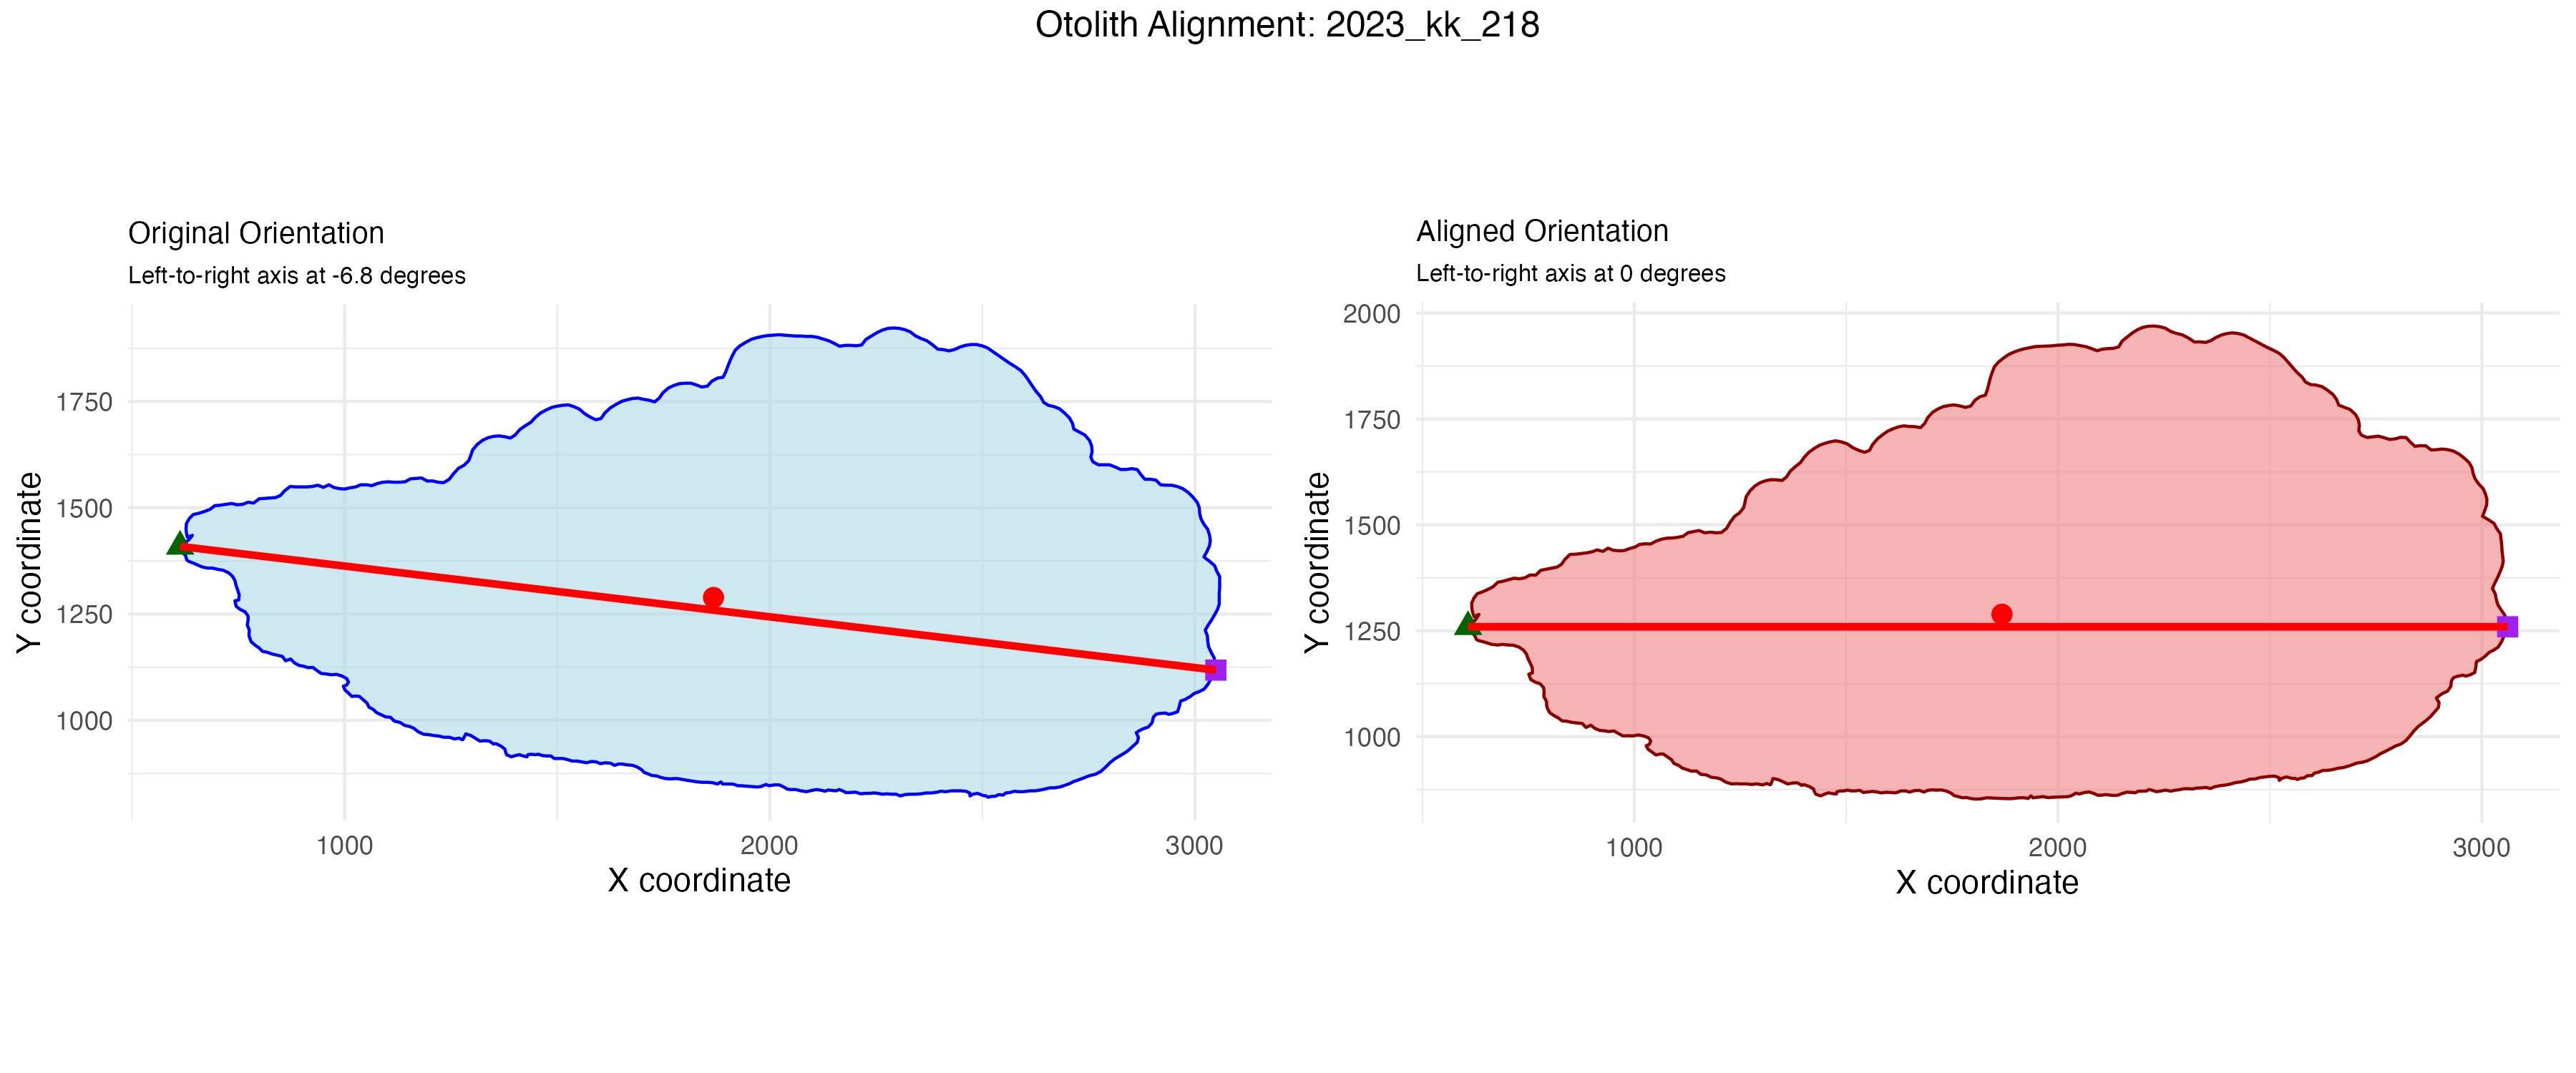 Otolith Alignment: 2023_kk_218
Original Orientation
Left-to-right axis at -6.8 degrees
1750
1500
1250
1000
Y coordinate
1000 2000 3000
X coordinate
Aligned Orientation
Left-to-right axis at 0 degrees
2000
1750
1500
1250
1000
Y coordinate
1000 2000 3000
X coordinate